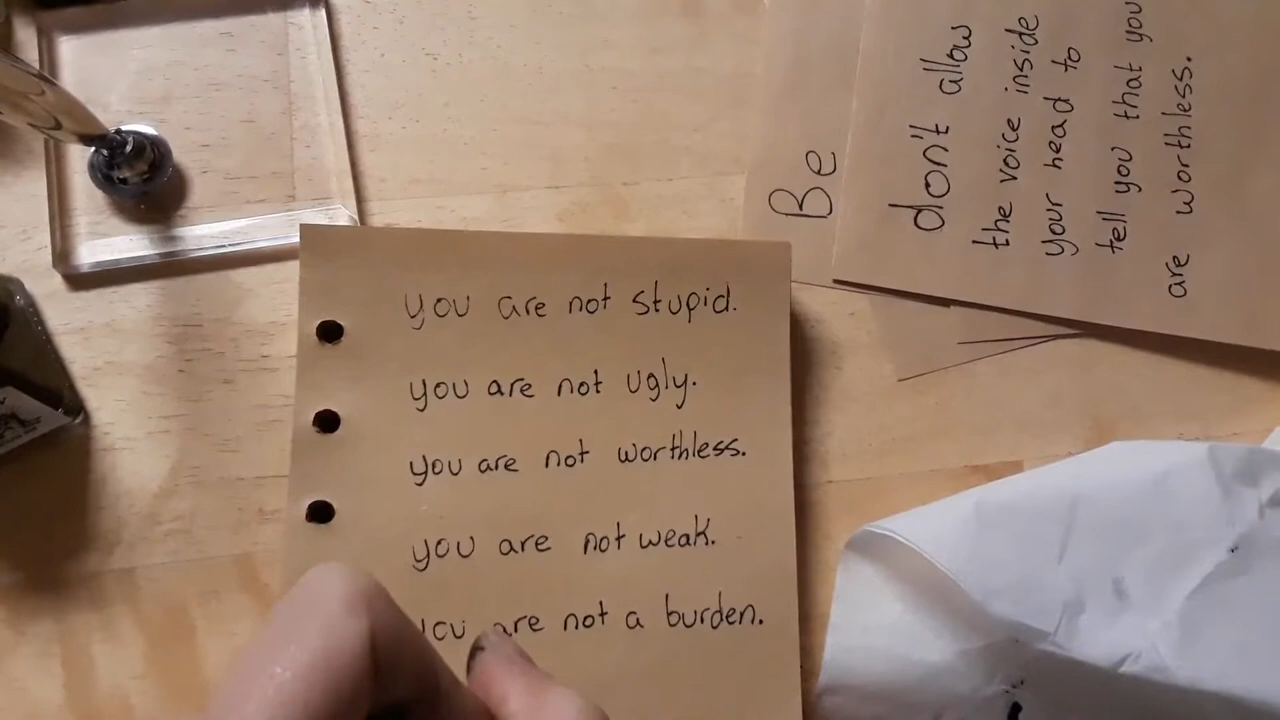 you are not stupid.
you are not ugly.
you are not worthless.
you are not weak.
you are not a burden.
Be
don't allow
the voice inside
your head to
tell you that you
are worthless.